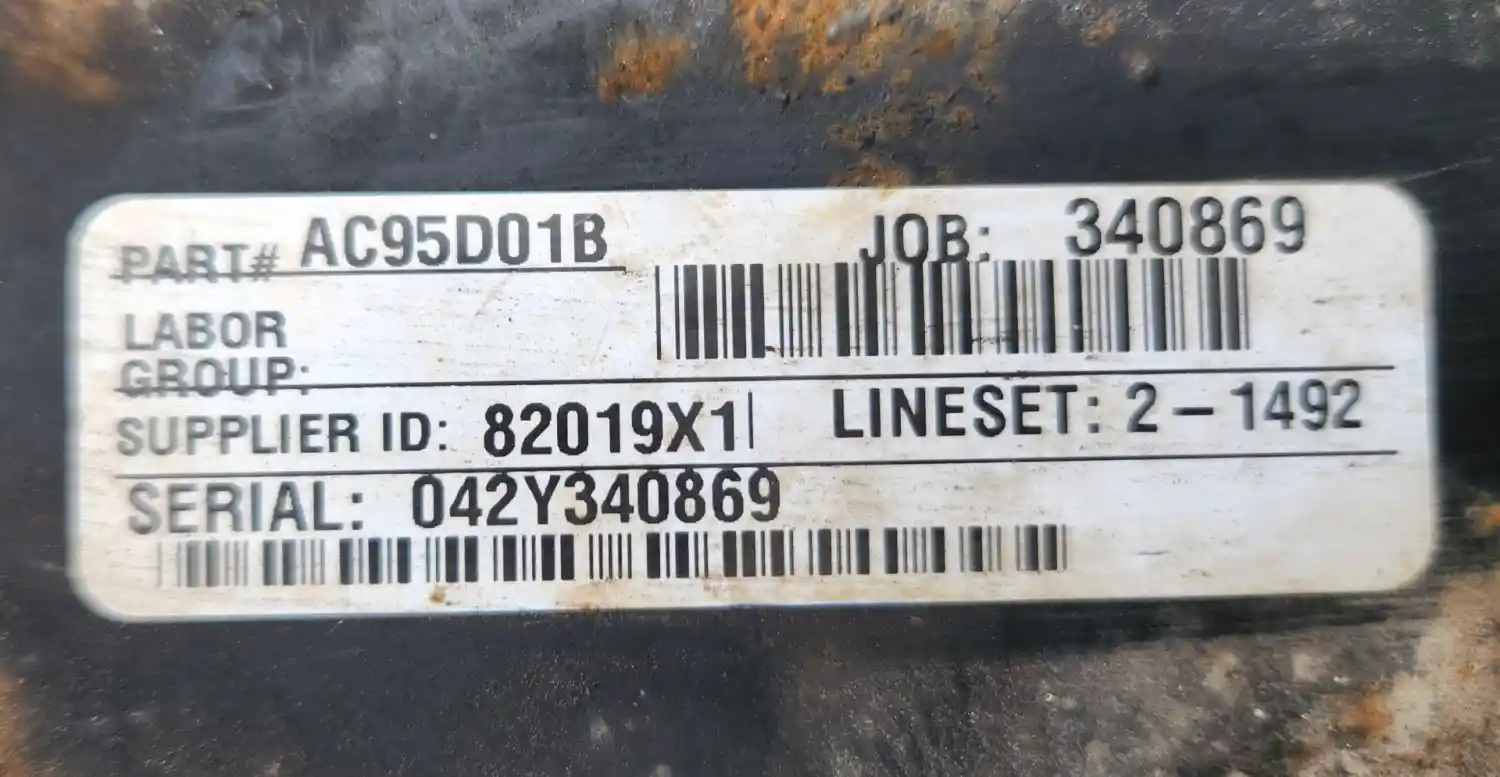 PART# AC95D01B JOB: 340869
LABOR
GROUP:
SUPPLIER ID: 82019X1 LINESET: 2-1492
SERIAL: 042Y340869